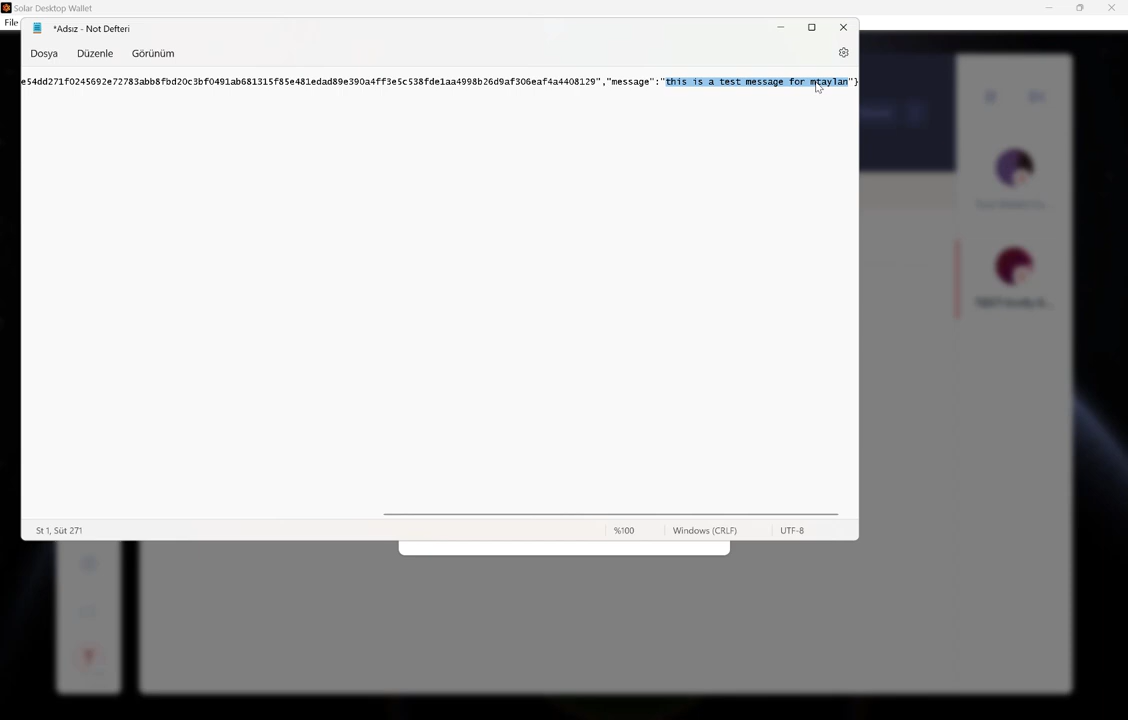 Solar Desktop Wallet
File
*Adsız - Not Defteri
Dosya Düzenle Görünüm
e54dd271f0245692e72783abb8fbd20c3bf0491ab681315f85e481edad89e390a4ff3e5c538fde1aa4998b26d9af306eaf4a4408129","message":"this is a test message for mtaylan"}
St 1, Süt 271 %100 Windows (CRLF) UTF-8